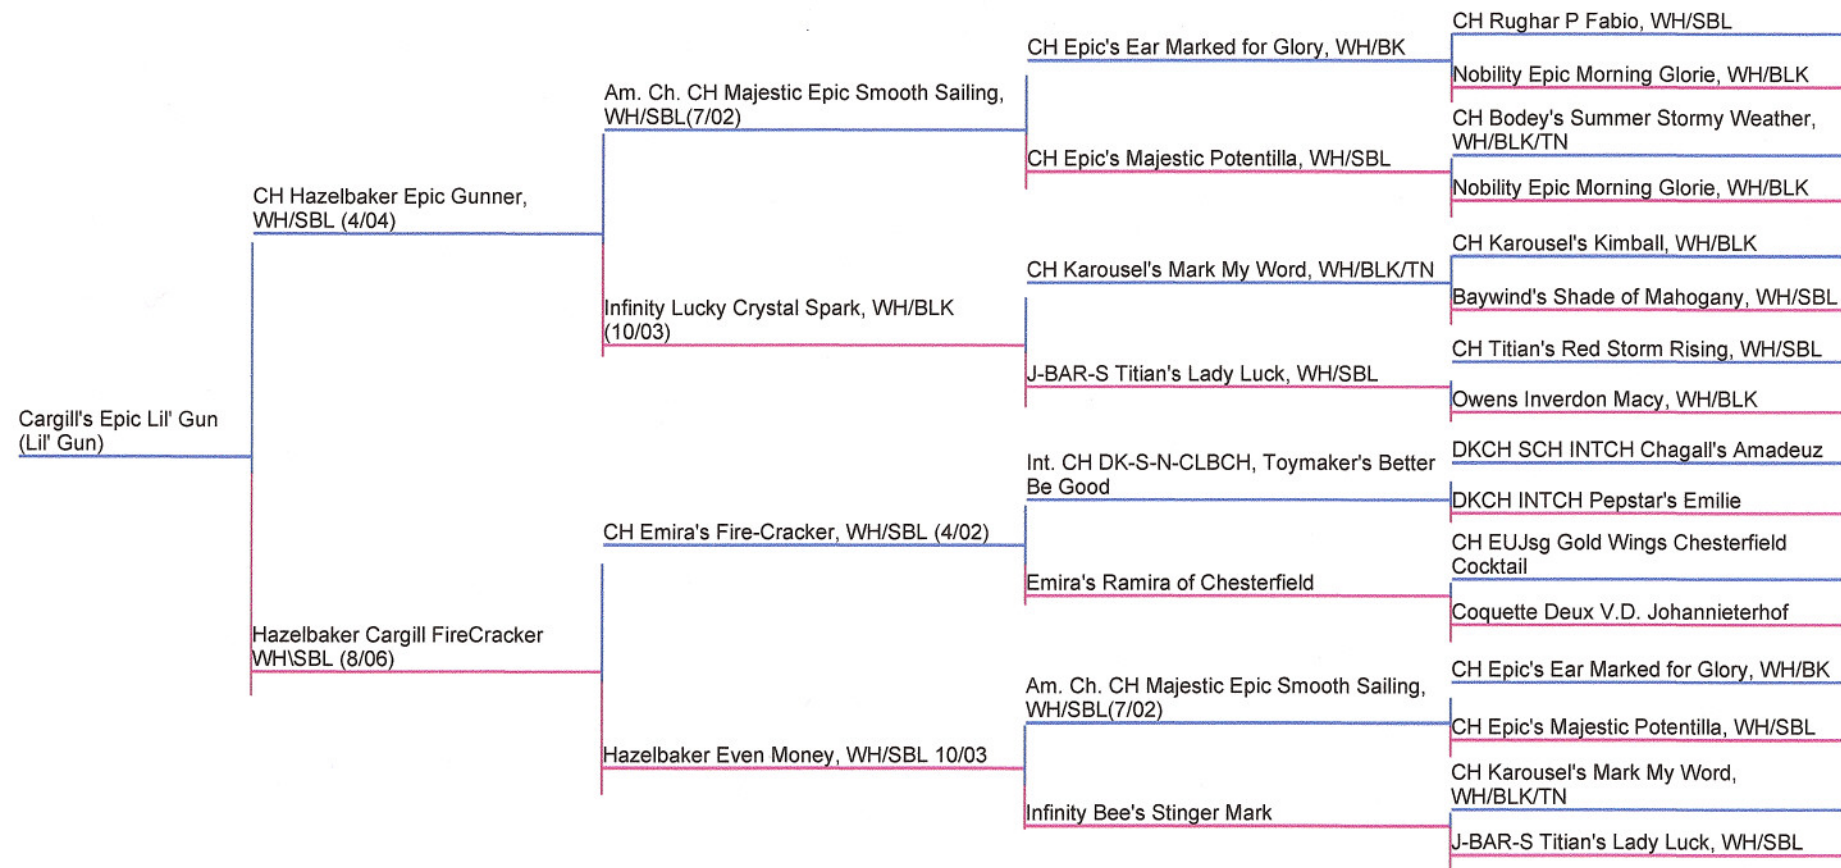 CH Rughar P Fabio, WH/SBL
CH Epic's Ear Marked for Glory, WH/BK
Nobility Epic Morning Glorie, WH/BLK
Am. Ch. CH Majestic Epic Smooth Sailing,
WH/SBL(7/02)
CH Bodey's Summer Stormy Weather,
WH/BLK/TN
CH Epic's Majestic Potentilla, WH/SBL
Nobility Epic Morning Glorie, WH/BLK
CH Hazelbaker Epic Gunner,
WH/SBL (4/04)
CH Karousel's Kimball, WH/BLK
CH Karousel's Mark My Word, WH/BLK/TN
Baywind's Shade of Mahogany, WH/SBL
Infinity Lucky Crystal Spark, WH/BLK
(10/03)
CH Titian's Red Storm Rising, WH/SBL
J-BAR-S Titian's Lady Luck, WH/SBL
Owens Inverdon Macy, WH/BLK
Cargill's Epic Lil' Gun
(Lil' Gun)
DKCH SCH INTCH Chagall's Amadeuz
Int. CH DK-S-N-CLBCH, Toymaker's Better
Be Good
DKCH INTCH Pepstar's Emilie
CH Emira's Fire-Cracker, WH/SBL (4/02)
CH EUJsg Gold Wings Chesterfield
Cocktail
Emira's Ramira of Chesterfield
Coquette Deux V.D. Johannieterhof
Hazelbaker Cargill FireCracker
WH\SBL (8/06)
CH Epic's Ear Marked for Glory, WH/BK
Am. Ch. CH Majestic Epic Smooth Sailing,
WH/SBL(7/02)
CH Epic's Majestic Potentilla, WH/SBL
Hazelbaker Even Money, WH/SBL 10/03
CH Karousel's Mark My Word,
WH/BLK/TN
Infinity Bee's Stinger Mark
J-BAR-S Titian's Lady Luck, WH/SBL